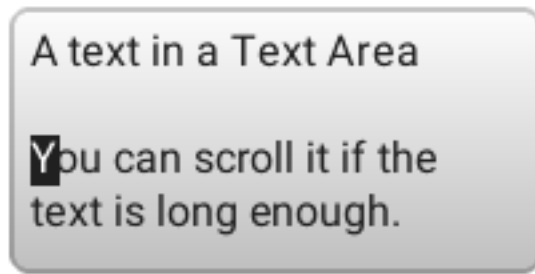 A text in a Text Area
You can scroll it if the
text is long enough.